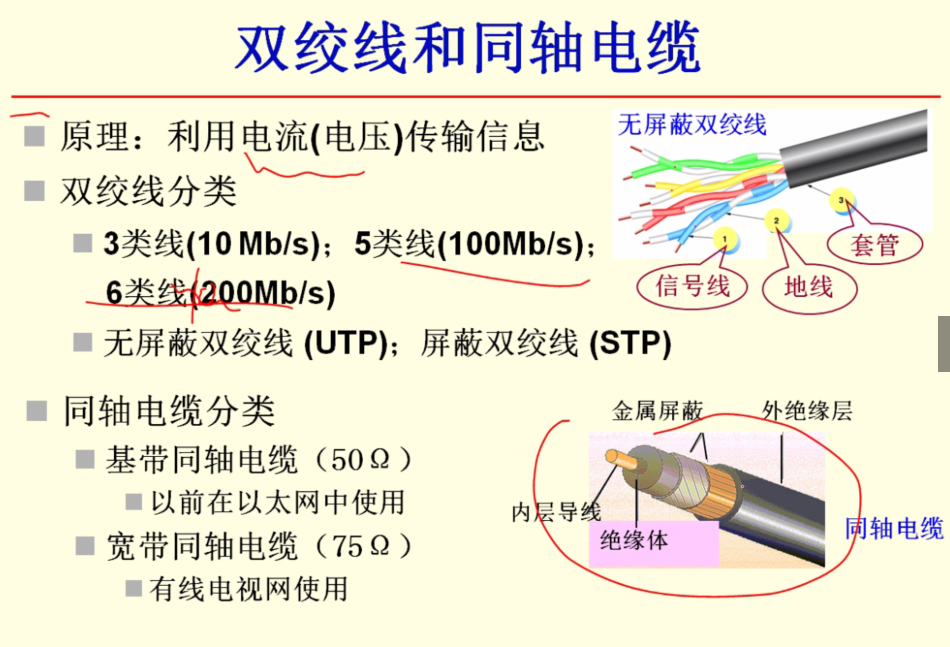 双绞线和同轴电缆
原理：利用电流(电压)传输信息
双绞线分类
3类线(10 Mb/s)；5类线(100Mb/s)；
6类线(200Mb/s)
无屏蔽双绞线 (UTP)；屏蔽双绞线 (STP)
无屏蔽双绞线
1
2
3
信号线
地线
套管
同轴电缆分类
基带同轴电缆（50Ω）
以前在以太网中使用
宽带同轴电缆（75Ω）
有线电视网使用
金属屏蔽
外绝缘层
内层导线
绝缘体
同轴电缆